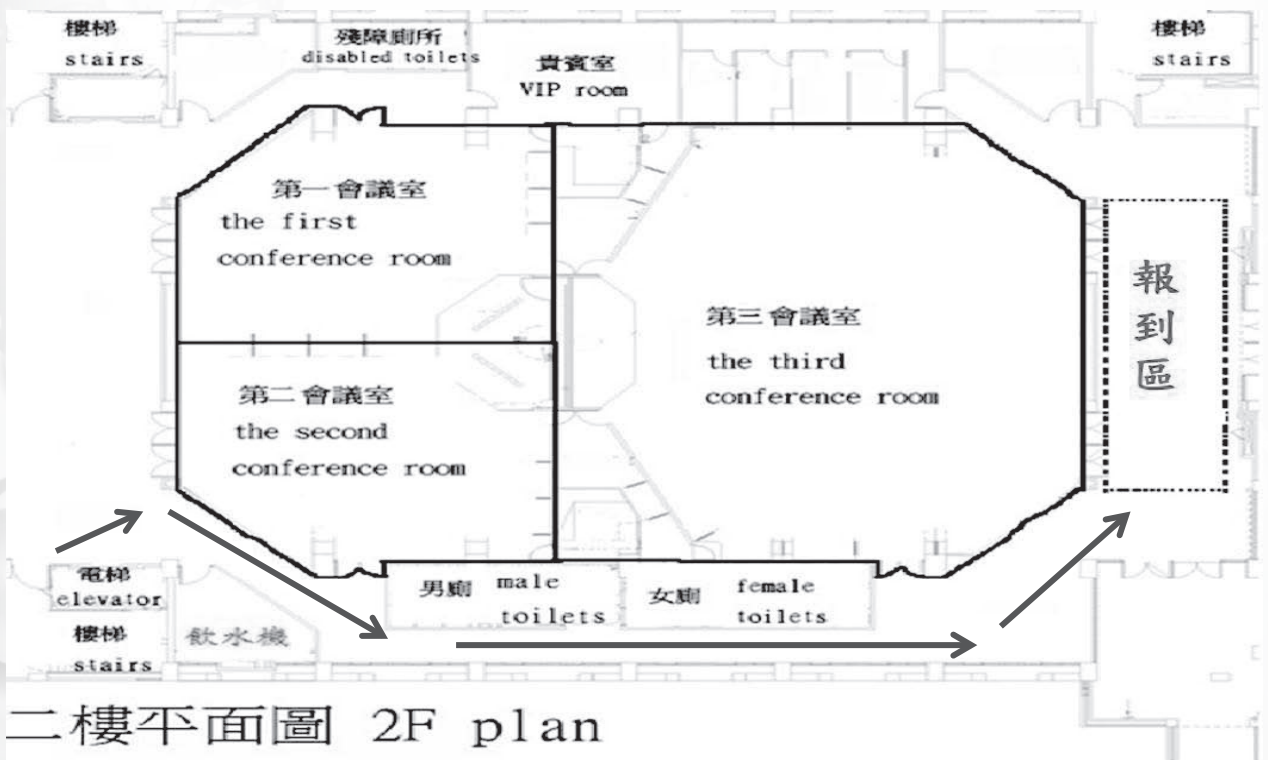 樓梯
stairs
殘障廁所
disabled toilets
貴賓室
VIP room
樓梯
stairs
第一會議室
the first
conference room
第二會議室
the second
conference room
第三會議室
the third
conference room
報到區
電梯
elevator
樓梯
stairs
飲水機
男廁 male
toilets
女廁 female
toilets
二樓平面圖 2F plan